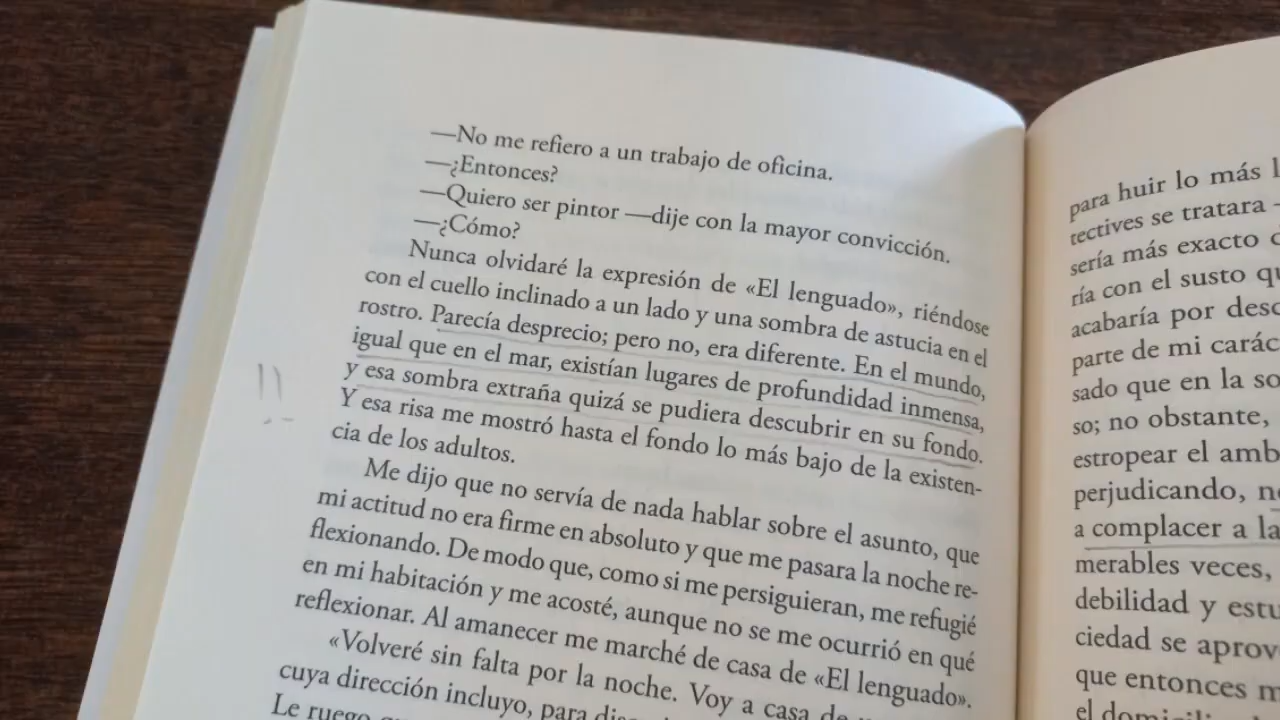 —No me refiero a un trabajo de oficina.
—¿Entonces?
—Quiero ser pintor —dije con la mayor convicción.
—¿Cómo?
Nunca olvidaré la expresión de «El lenguado», riéndose
con el cuello inclinado a un lado y una sombra de astucia en el
rostro. Parecía desprecio; pero no, era diferente. En el mundo,
igual que en el mar, existían lugares de profundidad inmensa,
y esa sombra extraña quizá se pudiera descubrir en su fondo.
Y esa risa me mostró hasta el fondo lo más bajo de la existen-
cia de los adultos.
Me dijo que no servía de nada hablar sobre el asunto, que
mi actitud no era firme en absoluto y que me pasara la noche re-
flexionando. De modo que, como si me persiguieran, me refugié
en mi habitación y me acosté, aunque no se me ocurrió en qué
reflexionar. Al amanecer me marché de casa de «El lenguado».
«Volveré sin falta por la noche. Voy a casa de
cuya dirección incluyo, para
Le ruego
para huir lo más
tectives se tratara
sería más exacto
ría con el susto
acabaría por
parte de mi
sado que en la
so; no obstante,
estropear el
perjudicando,
a complacer a
merables veces,
debilidad y
ciedad se
que entonces
el